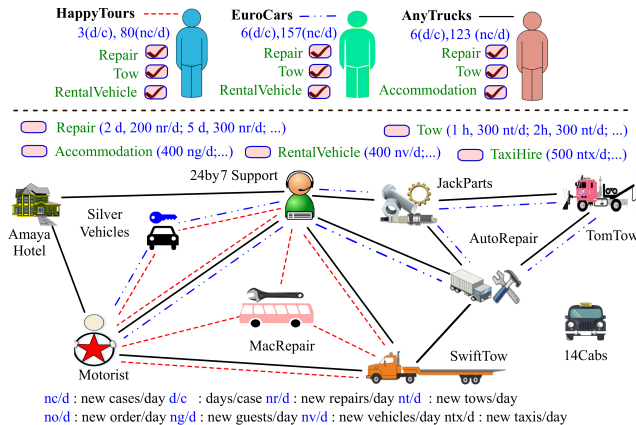 HappyTours EuroCars AnyTrucks
3(d/c), 80(nc/d) 6(d/c),157(nc/d) 6(d/c),123 (nc/d)
Repair Repair Repair
Tow Tow Tow
RentalVehicle RentalVehicle Accommodation
Repair (2 d, 200 nr/d; 5 d, 300 nr/d; ...) Tow (1 h, 300 nt/d; 2h, 300 nt/d; ...)
Accommodation (400 ng/d;...) RentalVehicle (400 nv/d;...) TaxiHire (500 ntx/d;...)
24by7 Support
JackParts
Silver
Vehicles
Amaya
Hotel
AutoRepair
TomTow
MacRepair
SwiftTow
14Cabs
Motorist
nc/d : new cases/day d/c : days/case nr/d : new repairs/day nt/d : new tows/day
no/d : new order/day ng/d : new guests/day nv/d : new vehicles/day ntx/d : new taxis/day